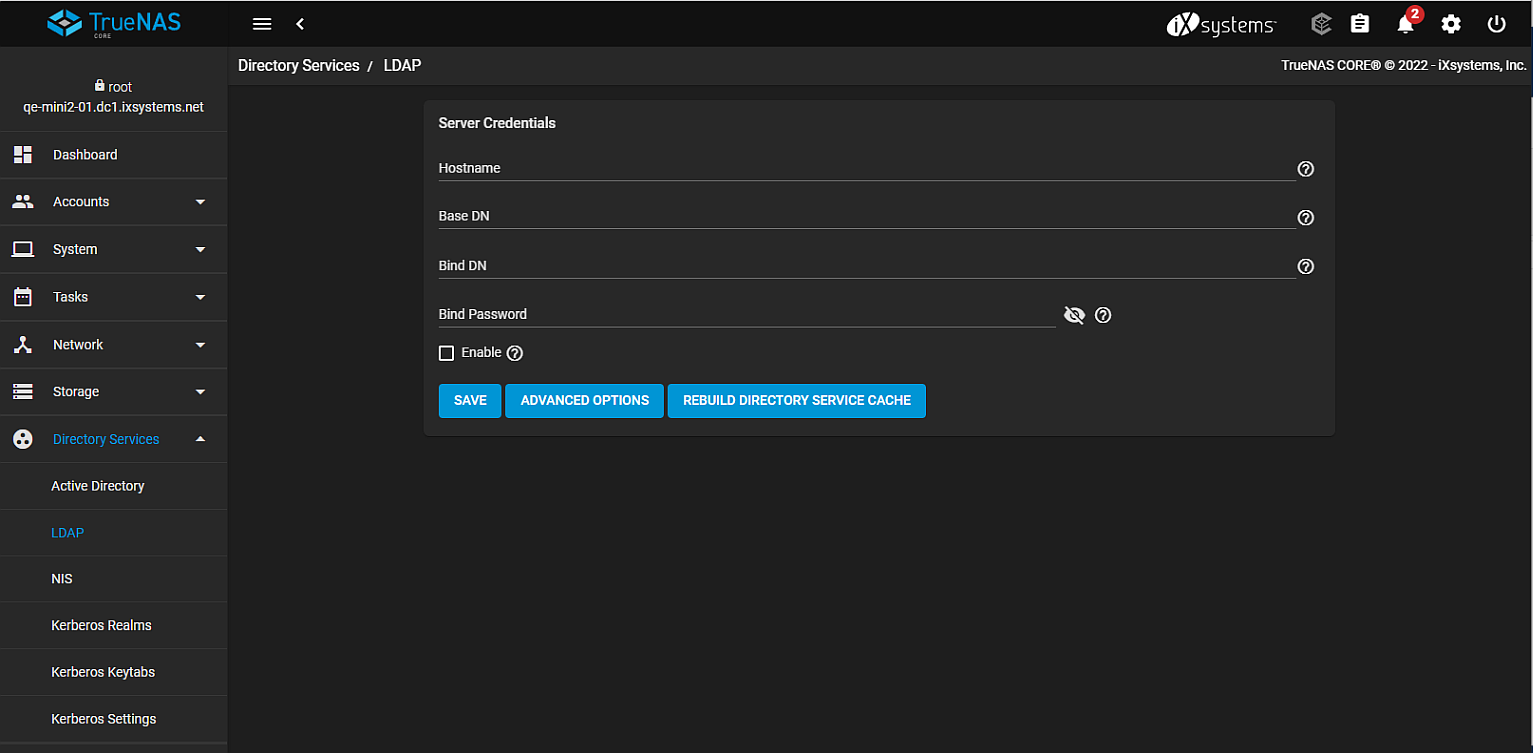 TrueNAS
CORE
iXsystems
2
root
qe-mini2-01.dc1.ixsystems.net
Directory Services / LDAP
TrueNAS CORE® © 2022 - iXsystems, Inc.
Dashboard
Accounts
System
Tasks
Network
Storage
Directory Services
Active Directory
LDAP
NIS
Kerberos Realms
Kerberos Keytabs
Kerberos Settings
Server Credentials
Hostname
Base DN
Bind DN
Bind Password
Enable
SAVE ADVANCED OPTIONS REBUILD DIRECTORY SERVICE CACHE